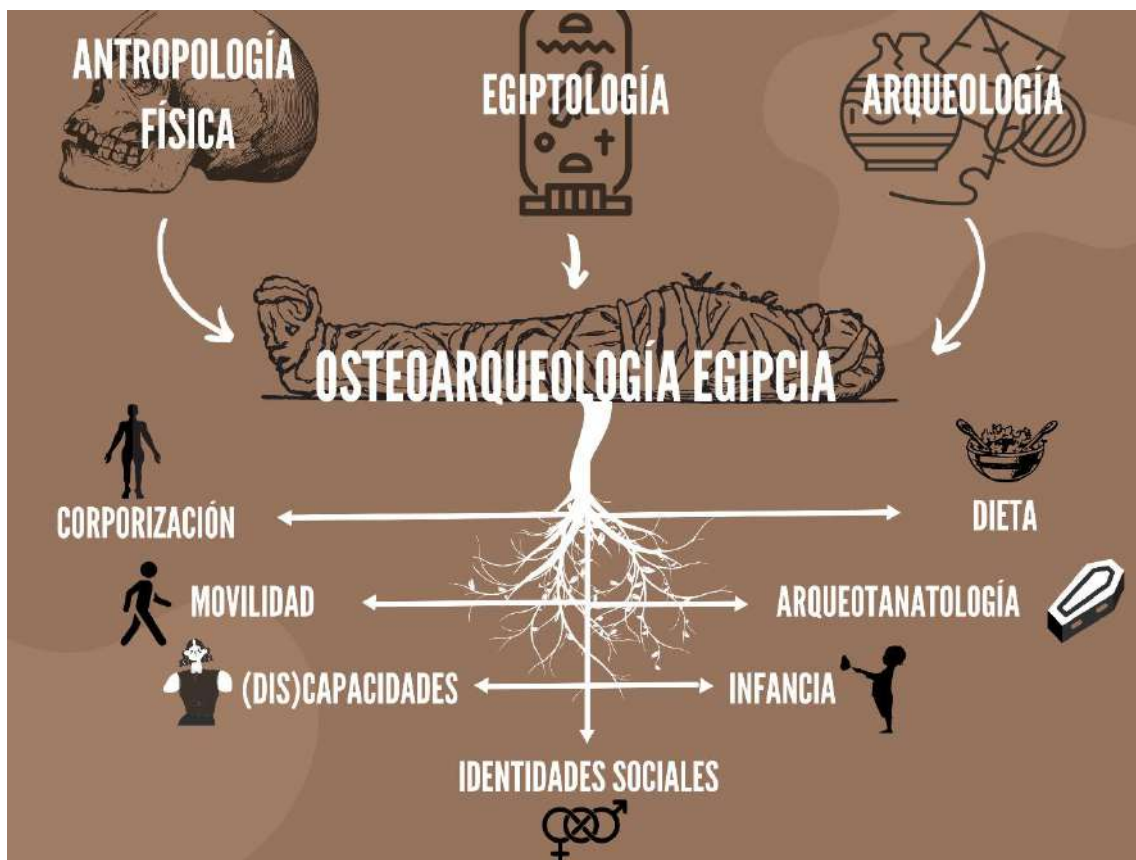 ANTROPOLOGÍA
FÍSICA
EGIPTOLOGÍA
ARQUEOLOGÍA
OSTEOARQUEOLOGÍA EGIPCIA
CORPORIZACIÓN
DIETA
MOVILIDAD
ARQUEOTANATOLOGÍA
(DIS)CAPACIDADES
INFANCIA
IDENTIDADES SOCIALES